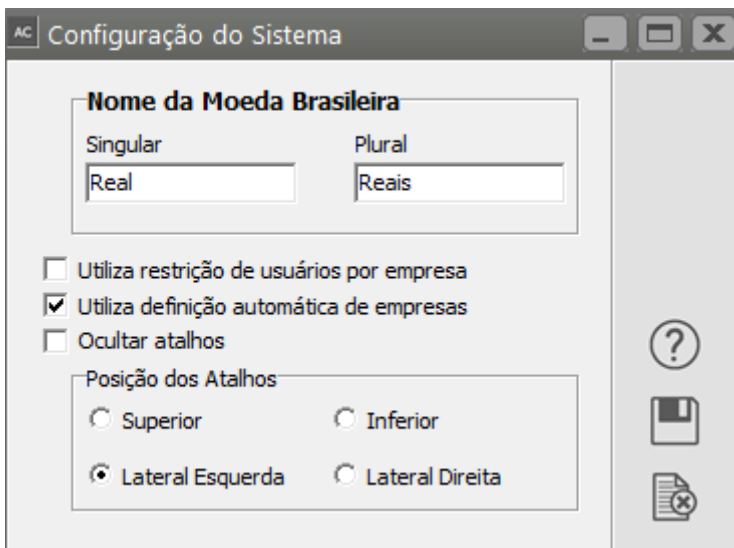 AC Configuração do Sistema
Nome da Moeda Brasileira
Singular Plural
Real Reais
Utiliza restrição de usuários por empresa
Utiliza definição automática de empresas
Ocultar atalhos
Posição dos Atalhos
Superior Inferior
Lateral Esquerda Lateral Direita